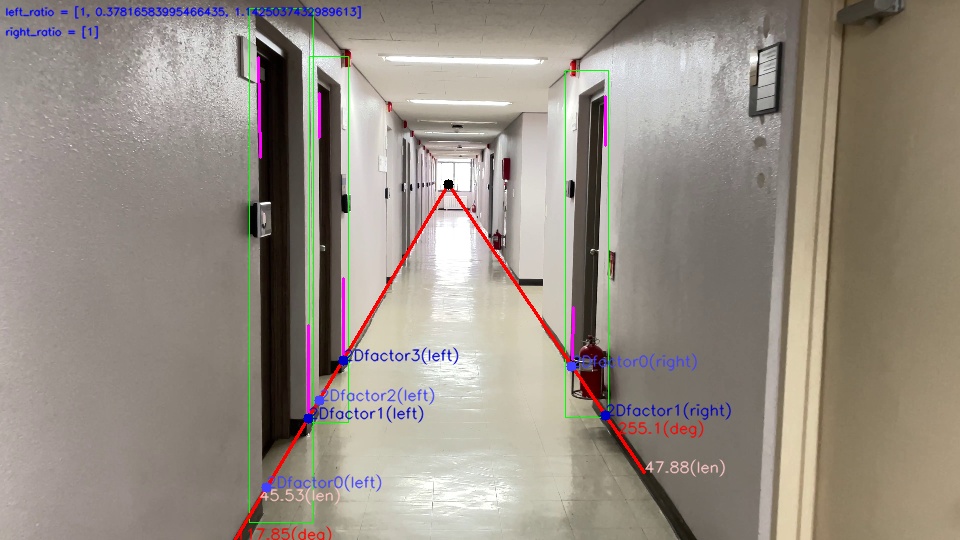 left_ratio = [1, 0.37816583995466435, 1.1425037432989613]
right_ratio = [1]
2Dfactor3(left)
2Dfactor0(right)
2Dfactor2(left)
2Dfactor1(left)
2Dfactor1(right)
255.1(deg)
47.88(len)
2Dfactor0(left)
45.53(len)
17.85(deg)